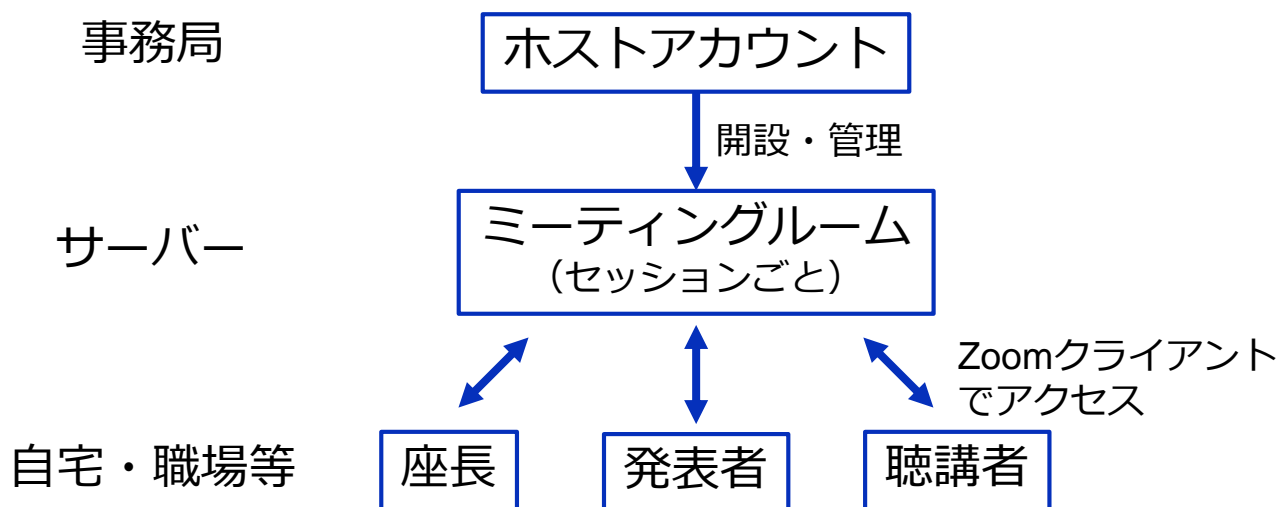 事務局
ホストアカウント
開設・管理
サーバー
ミーティングルーム
（セッションごと）
Zoomクライアント
でアクセス
自宅・職場等
座長
発表者
聴講者